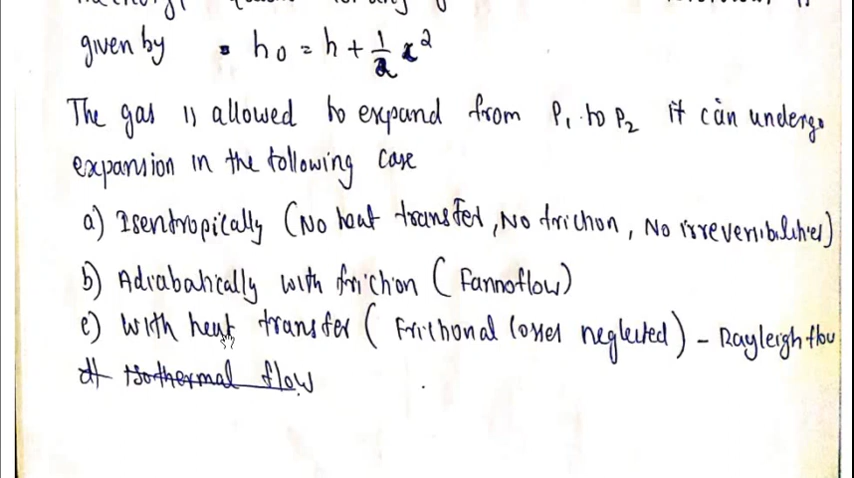 given by h0 = h + 1/2 c²
The gas is allowed to expand from P1 to P2 it can undergo
expansion in the following case
a) Isentropically (No heat transfer, No friction, No irreversibilities)
b) Adiabatically with friction (Fannoflow)
c) With heat transfer (Frictional losses neglected) - Rayleigh flow
d) Isothermal flow